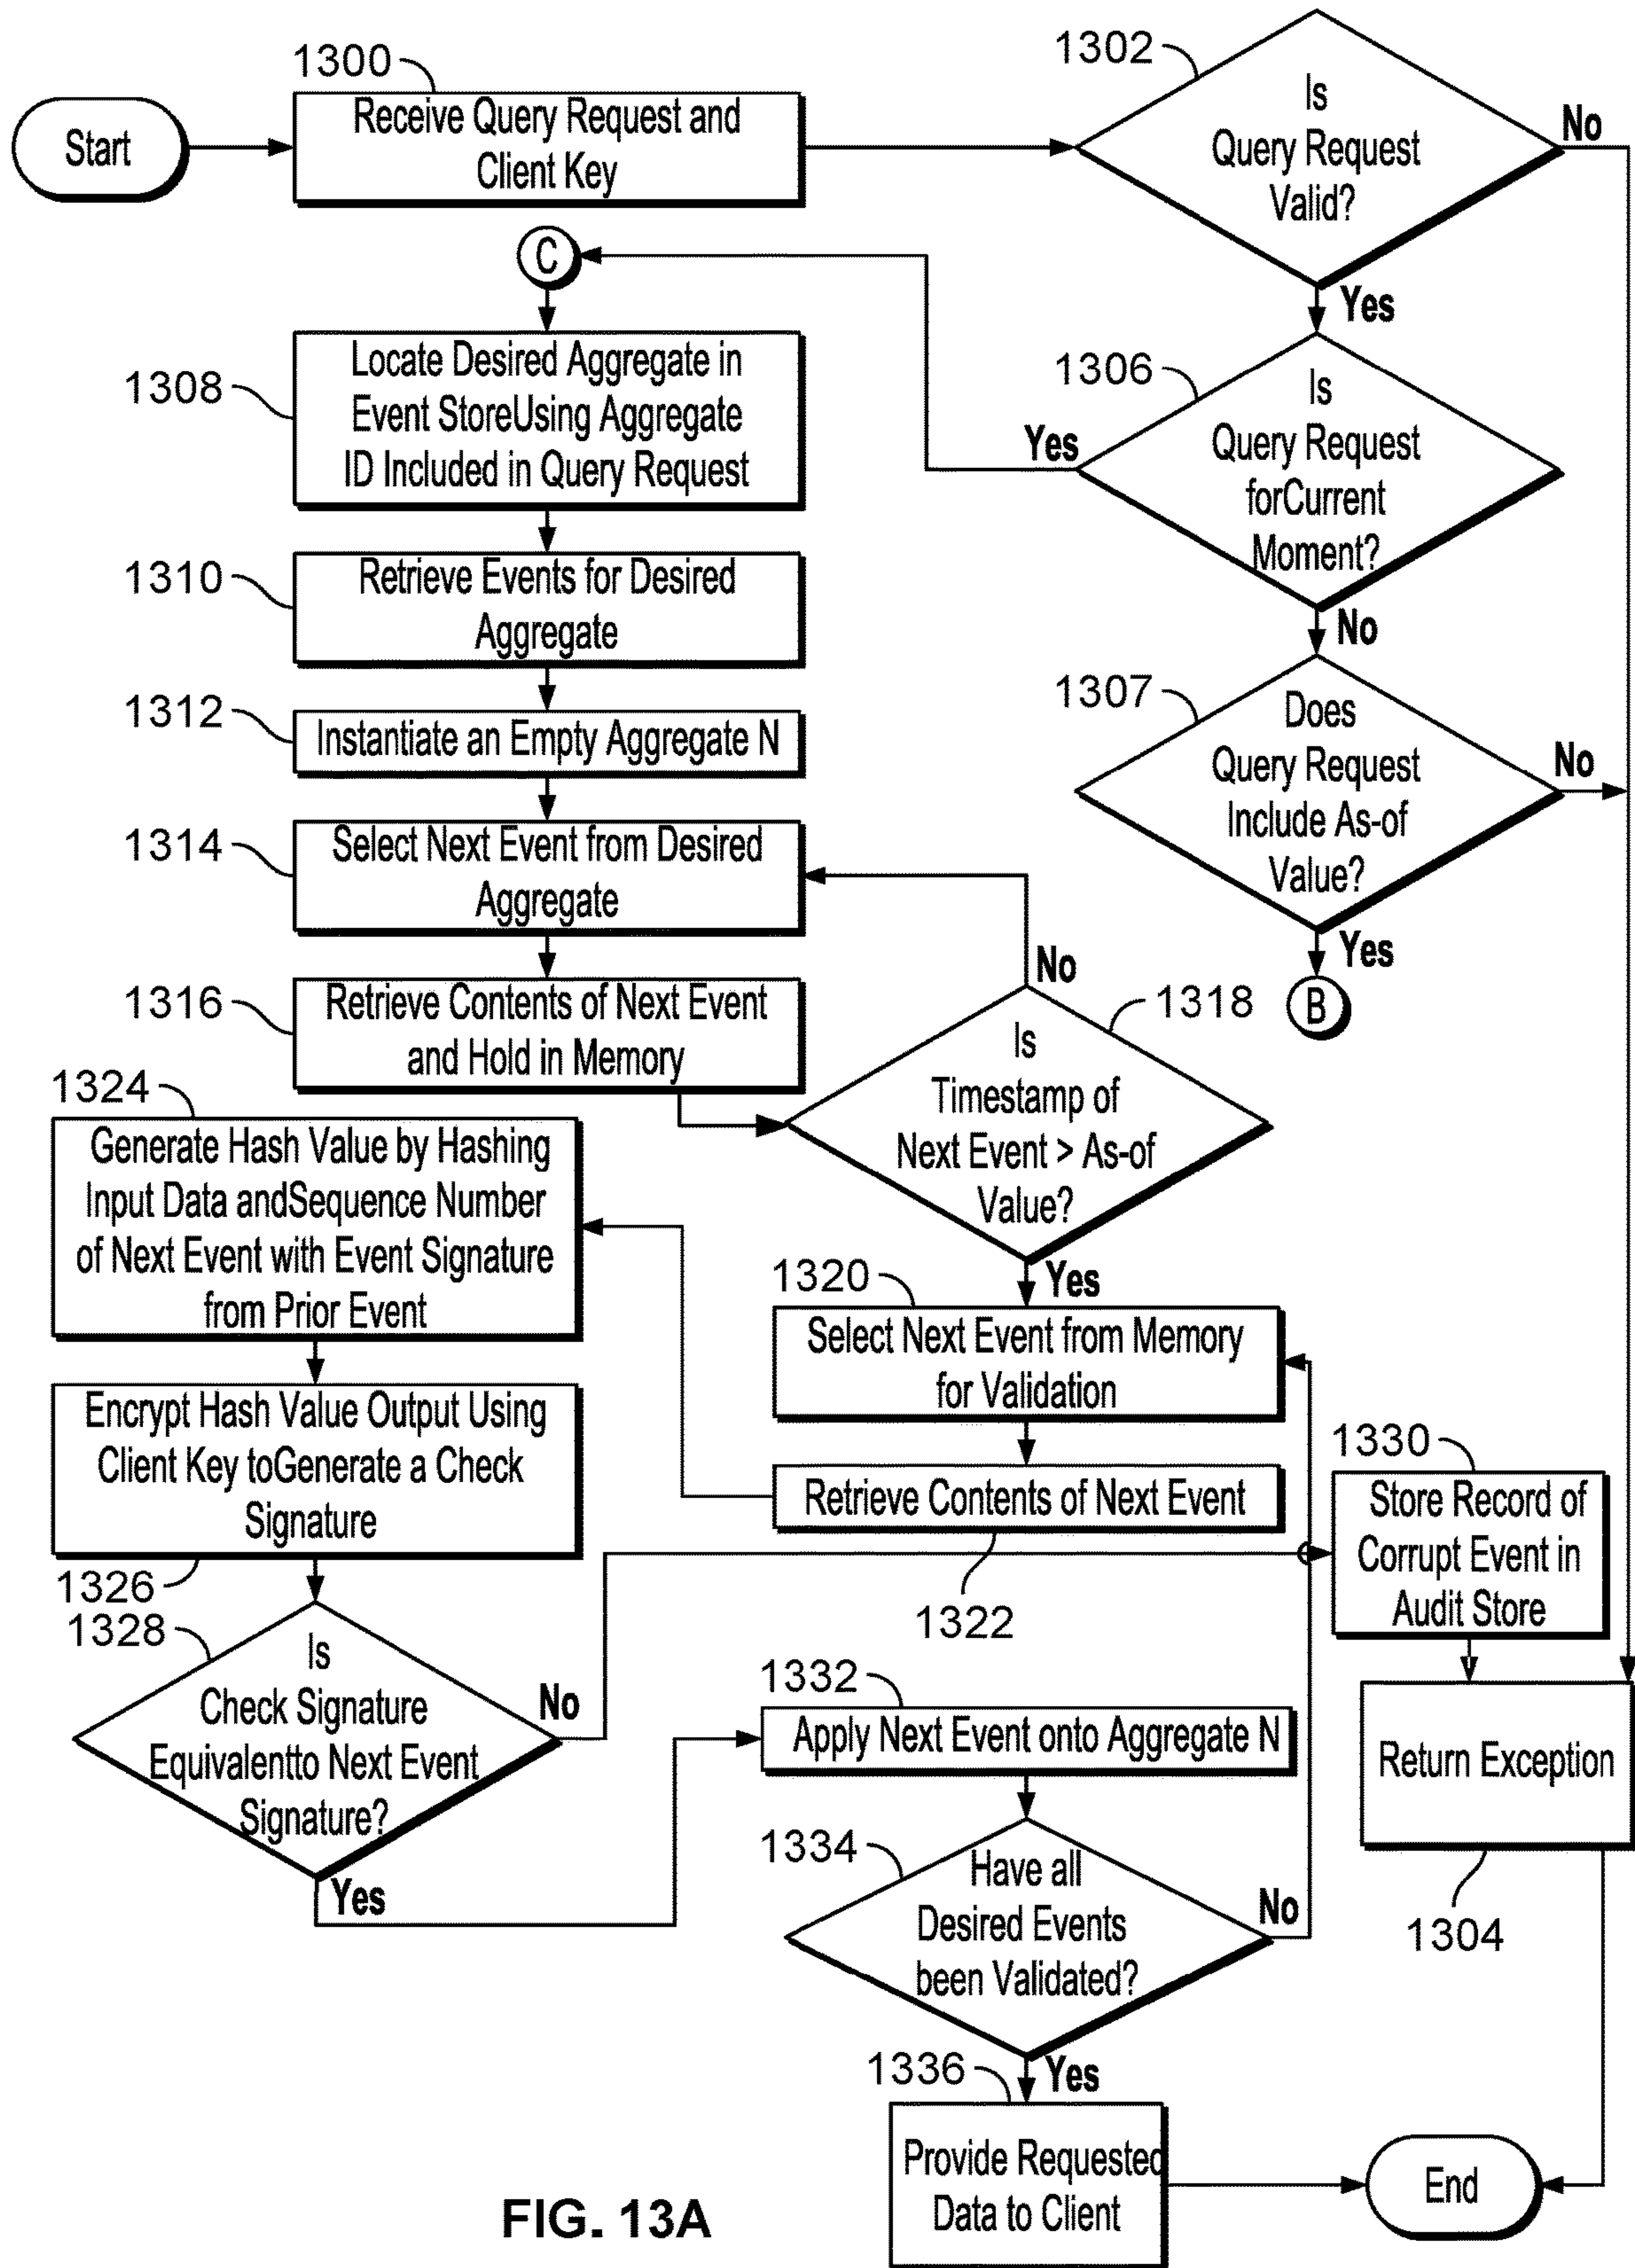 Start
1300
Receive Query Request and
Client Key
1302
Is
Query Request
Valid?
No
Yes
C
1308
Locate Desired Aggregate in
Event StoreUsing Aggregate
ID Included in Query Request
1306
Is
Query Request
forCurrent
Moment?
Yes
No
1310
Retrieve Events for Desired
Aggregate
1307
Does
Query Request
Include As-of
Value?
No
Yes
B
1312
Instantiate an Empty Aggregate N
1314
Select Next Event from Desired
Aggregate
1316
Retrieve Contents of Next Event
and Hold in Memory
No
1318
Is
Timestamp of
Next Event > As-of
Value?
Yes
1324
Generate Hash Value by Hashing
Input Data andSequence Number
of Next Event with Event Signature
from Prior Event
1320
Select Next Event from Memory
for Validation
Retrieve Contents of Next Event
1322
Encrypt Hash Value Output Using
Client Key toGenerate a Check
Signature
1326
1330
Store Record of
Corrupt Event in
Audit Store
1328
Is
Check Signature
Equivalentto Next Event
Signature?
No
Yes
1332
Apply Next Event onto Aggregate N
Return Exception
1304
1334
Have all
Desired Events
been Validated?
No
Yes
1336
Provide Requested
Data to Client
End
FIG. 13A